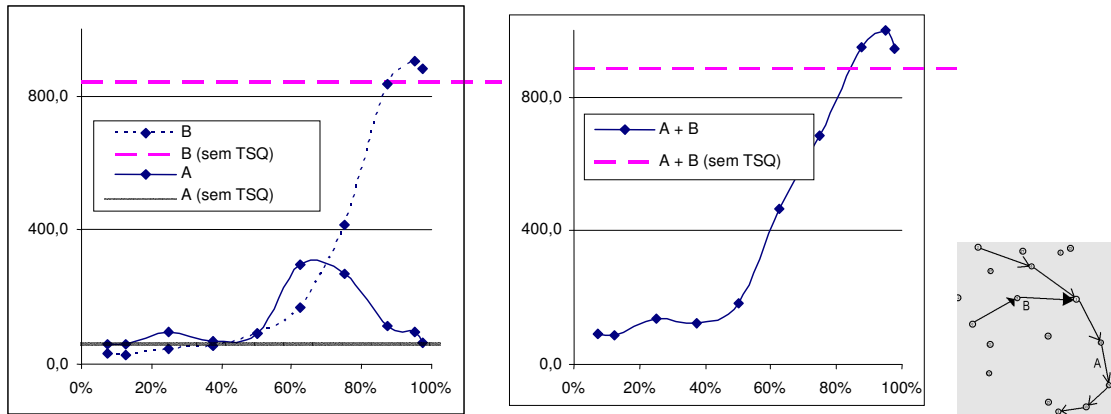 800,0
400,0
0,0
B
B (sem TSQ)
A
A (sem TSQ)
0% 20% 40% 60% 80% 100%
800,0
400,0
0,0
A + B
A + B (sem TSQ)
0% 20% 40% 60% 80% 100%
B
A